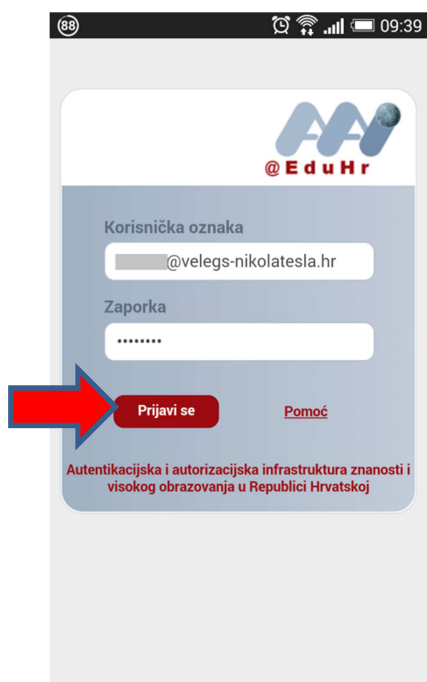 88 09:39
AAI
@EduHr
Korisnička oznaka
@velegs-nikolatesla.hr
Zaporka
••••••••
Prijavi se Pomoć
Autentikacijska i autorizacijska infrastruktura znanosti i
visokog obrazovanja u Republici Hrvatskoj